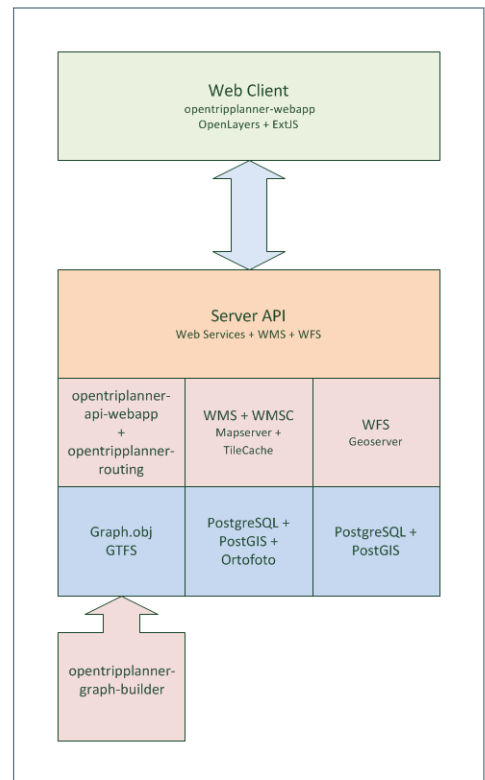 Web Client
opentripplanner-webapp
OpenLayers + ExtJS
Server API
Web Services + WMS + WFS
opentriplanner-
api-webapp
+
opentripplanner-
routing
WMS + WMSC
Mapserver +
TileCache
WFS
Geoserver
Graph.obj
GTFS
PostgreSQL +
PostGIS +
Ortofoto
PostgreSQL +
PostGIS
opentripplanner-
graph-builder